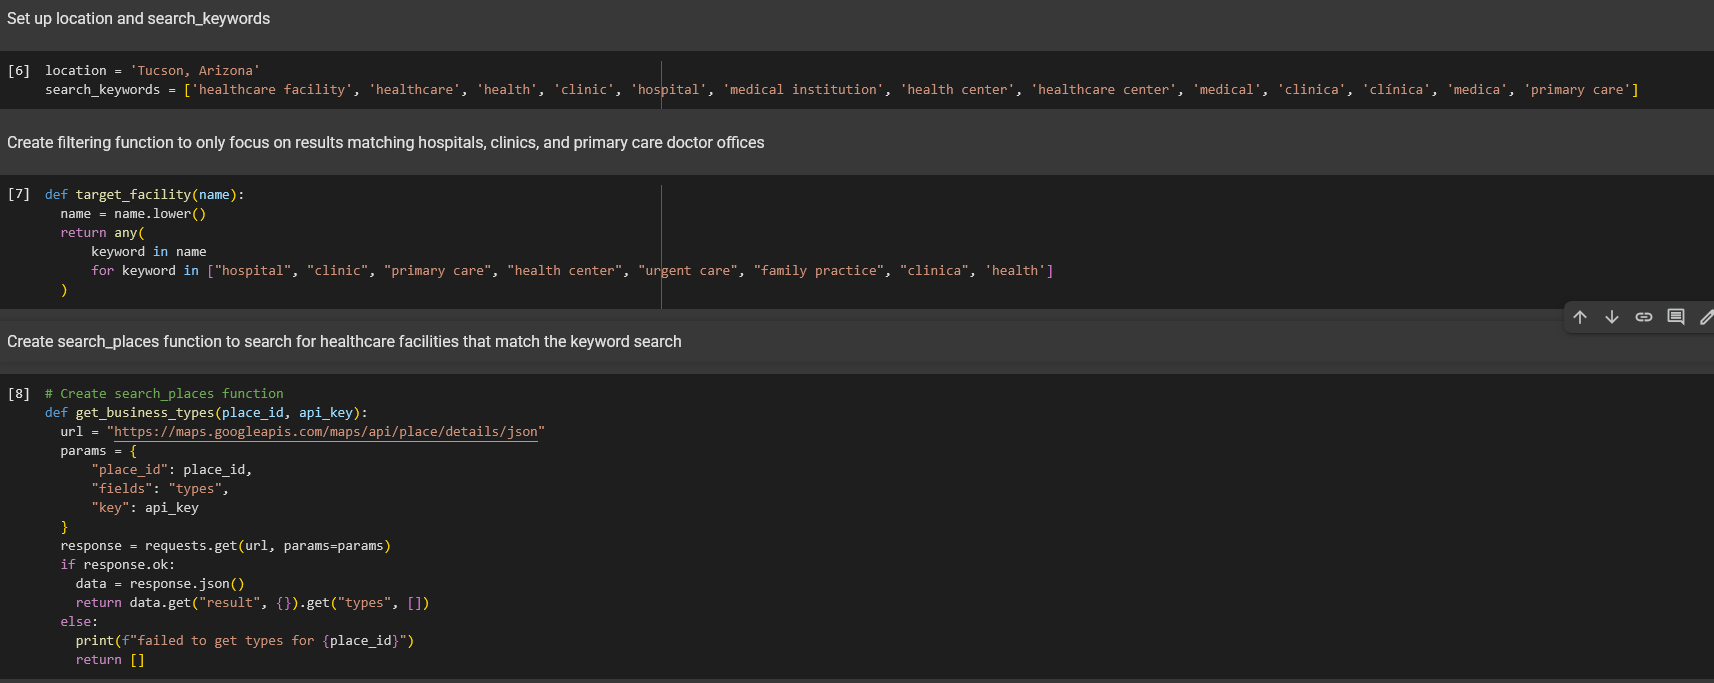 Set up location and search_keywords
[6] location = 'Tucson, Arizona'
search_keywords = ['healthcare facility', 'healthcare', 'health', 'clinic', 'hospital', 'medical institution', 'health center', 'healthcare center', 'medical', 'clinica', 'clínica', 'medica', 'primary care']
Create filtering function to only focus on results matching hospitals, clinics, and primary care doctor offices
[7] def target_facility(name):
name = name.lower()
return any(
keyword in name
for keyword in ["hospital", "clinic", "primary care", "health center", "urgent care", "family practice", "clinica", 'health']
)
Create search_places function to search for healthcare facilities that match the keyword search
[8] # Create search_places function
def get_business_types(place_id, api_key):
url = "https://maps.googleapis.com/maps/api/place/details/json"
params = {
"place_id": place_id,
"fields": "types",
"key": api_key
}
response = requests.get(url, params=params)
if response.ok:
data = response.json()
return data.get("result", {}).get("types", [])
else:
print(f"failed to get types for {place_id}")
return []